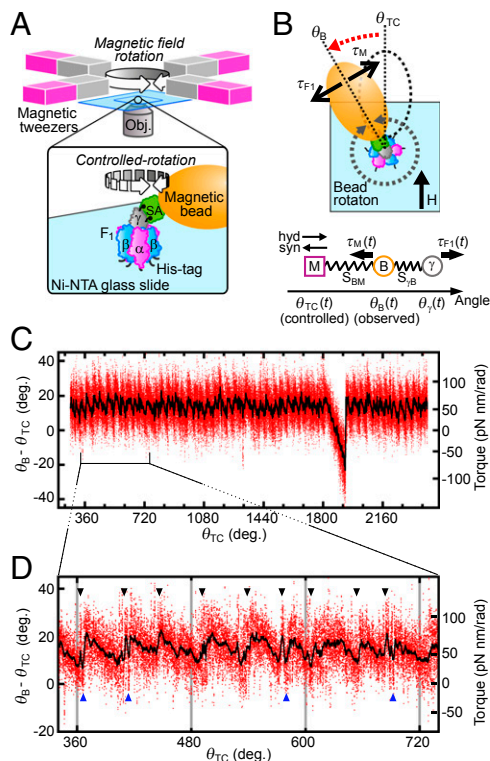 A
Magnetic field
rotation
Magnetic
tweezers
Obj.
Controlled-rotation
Magnetic
bead
SA
γ
F1
β
α
β
His-tag
Ni-NTA glass slide
B
θB
θTC
τM
τF1
Bead
rotaton
H
hyd
syn
τM(t)
τF1(t)
M
B
γ
SBM
SγB
θTC(t)
θB(t)
θγ(t)
Angle
(controlled)
(observed)
C
θB - θTC (deg.)
40
20
0
-20
-40
100
50
0
-50
-100
Torque (pN nm/rad)
360
720
1080
1440
1800
2160
θTC (deg.)
D
θB - θTC (deg.)
40
20
0
-20
100
50
0
-50
Torque (pN nm/rad)
360
480
600
720
θTC (deg.)